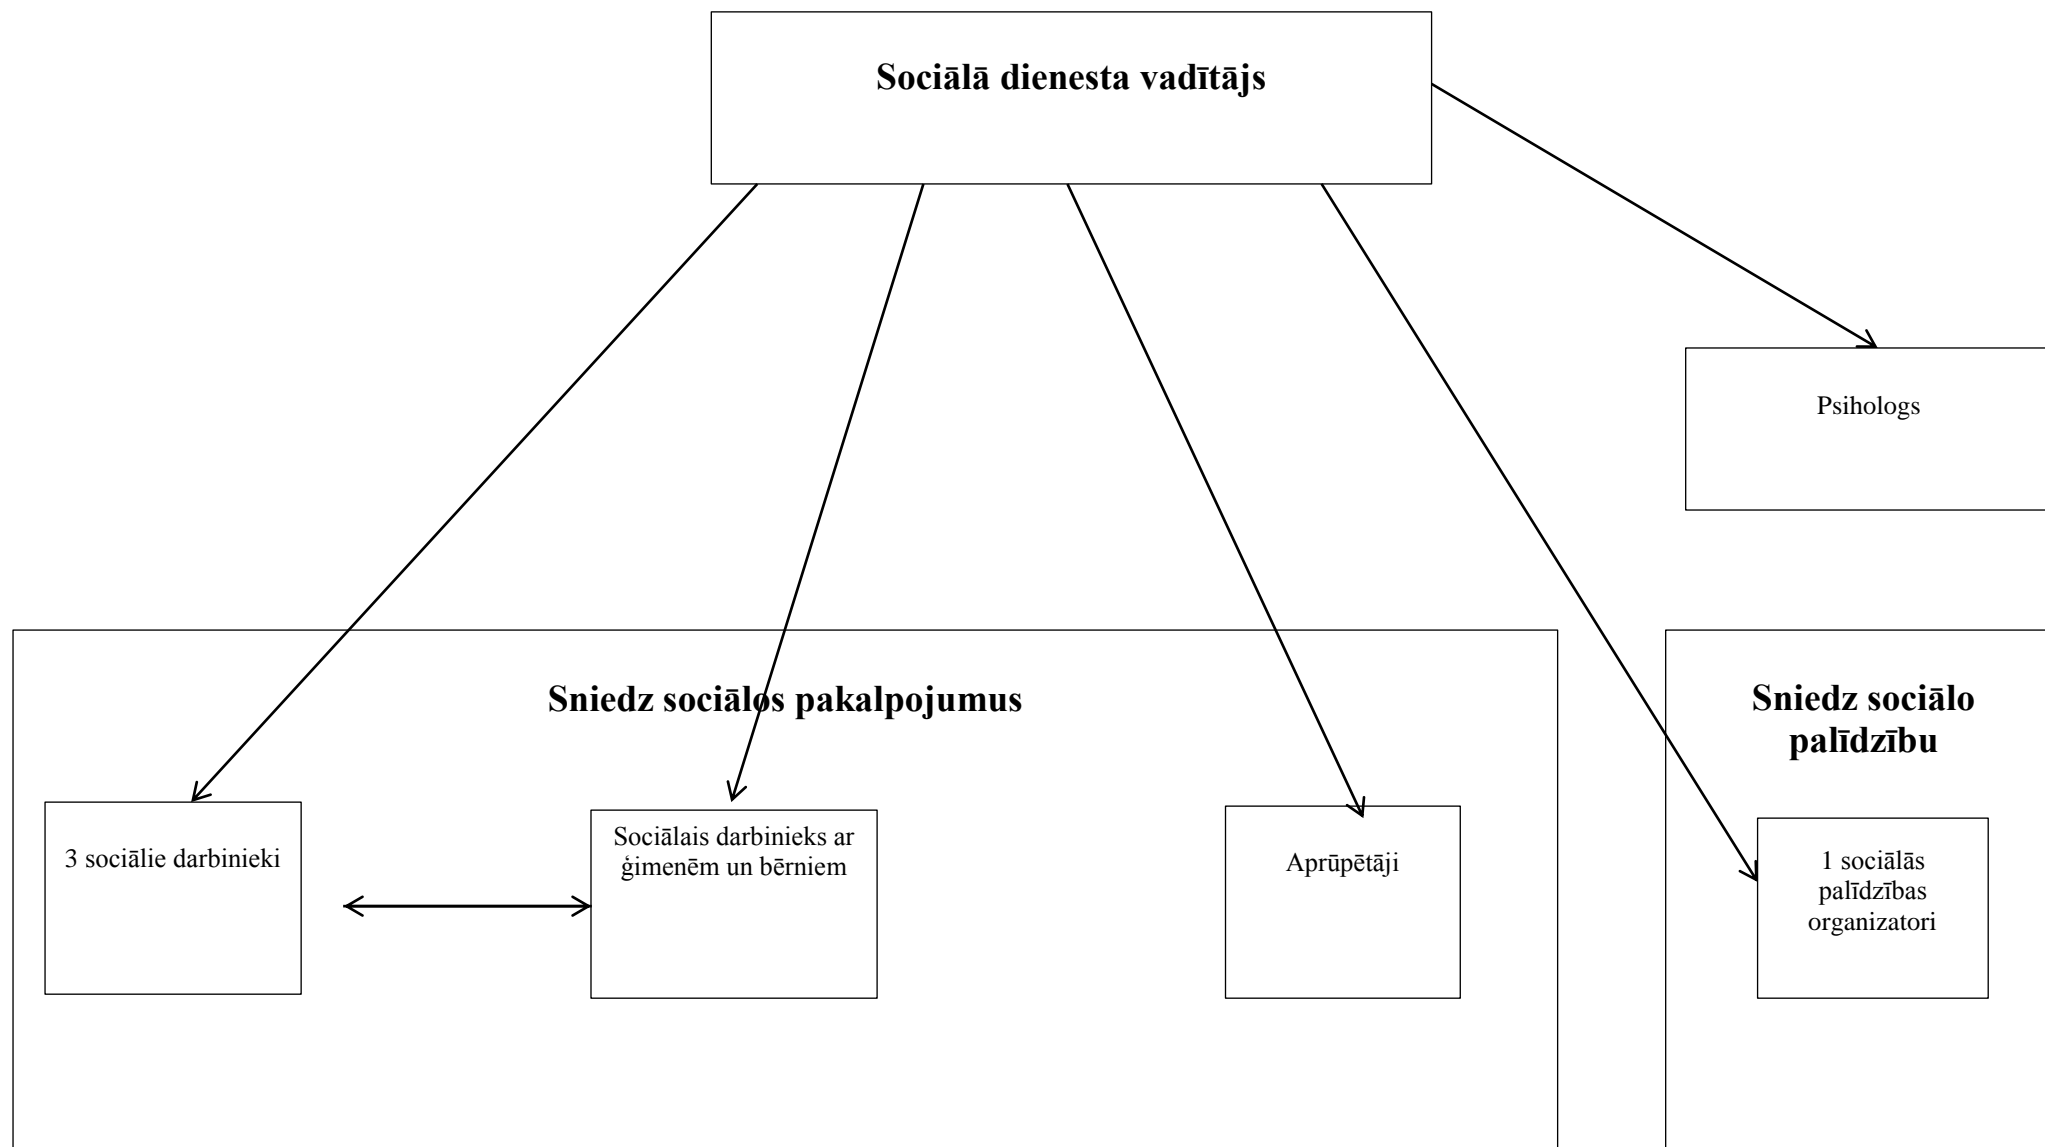 Sociālā dienesta vadītājs
Psihologs
Sniedz sociālos pakalpojumus
Sniedz sociālo
palīdzību
3 sociālie darbinieki
Sociālais darbinieks ar
ģimenēm un bērniem
Aprūpētāji
1 sociālās
palīdzības
organizatori